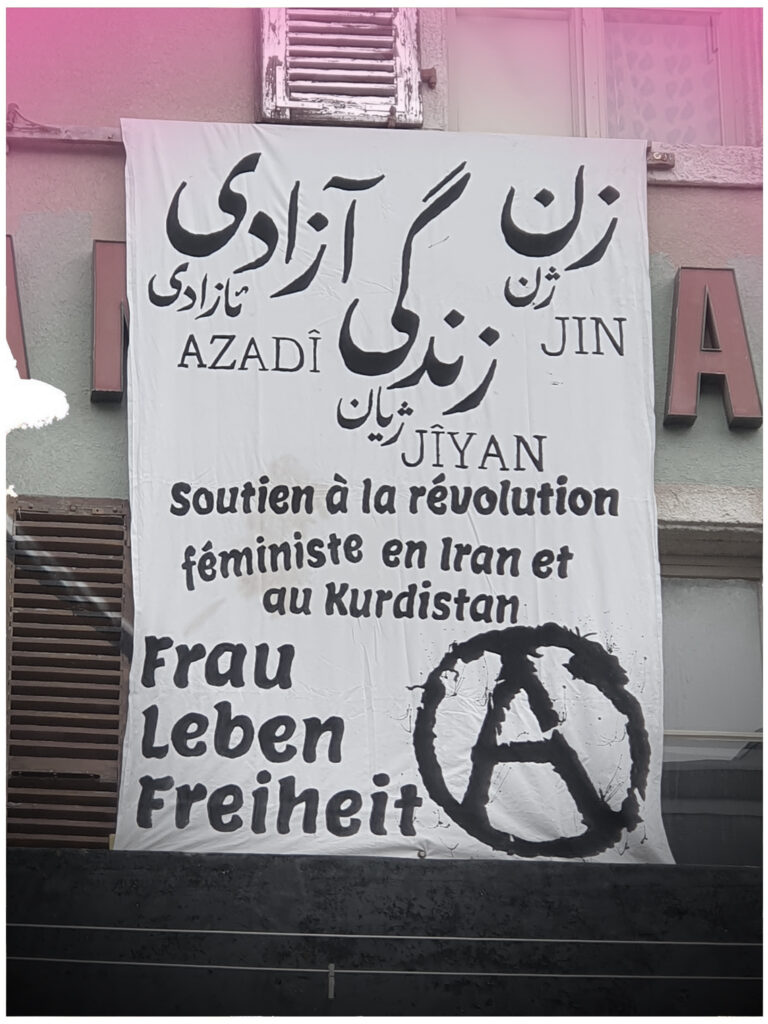 زن
زندگی
آزادی
ژن
JIN
ژیان
JÎYAN
ئازادی
AZADÎ
Soutien à la révolution
féministe en Iran et
au Kurdistan
Frau
Leben
Freiheit
A
A